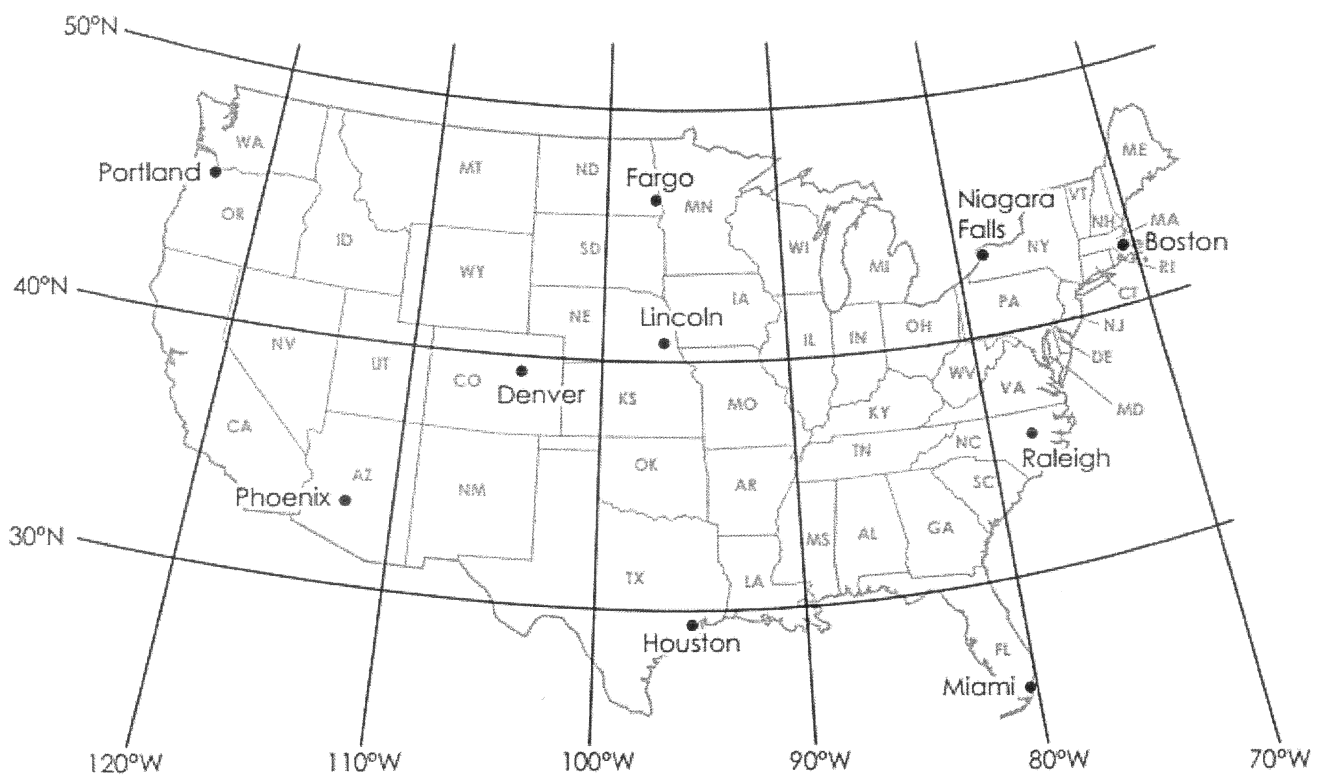 50°N
WA
ME
Portland
MT
ND
Fargo
MN
VT
Niagara
Falls
NH
MA
OR
ID
SD
WI
NY
Boston
MI
RI
WY
40°N
NE
IA
PA
CT
Lincoln
NV
IL
IN
OH
NJ
UT
CO
DE
WV
VA
Denver
KS
MO
KY
MD
CA
TN
NC
Raleigh
OK
AZ
NM
AR
SC
Phoenix
30°N
MS
AL
GA
TX
LA
Houston
FL
Miami
120°W
110°W
100°W
90°W
80°W
70°W